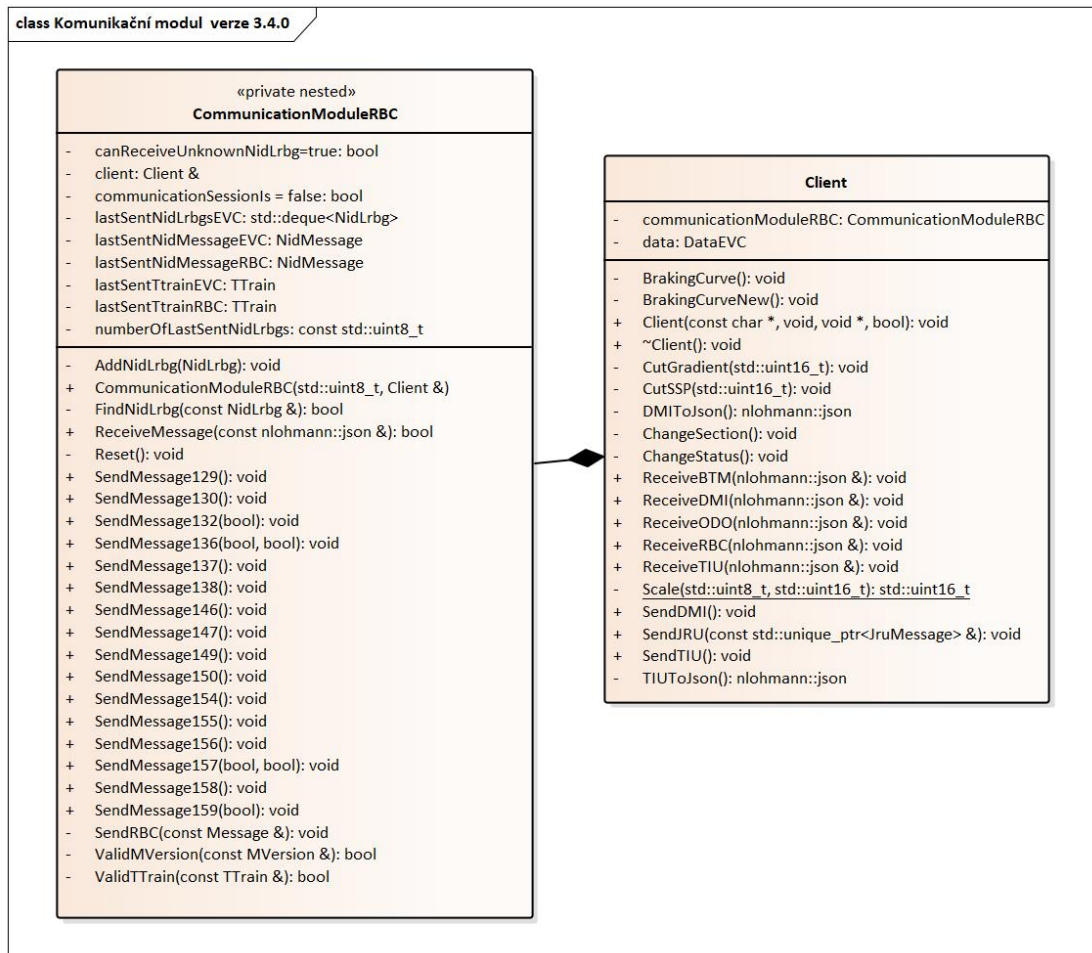 class Komunikační modul  verze 3.4.0
«private nested»
CommunicationModuleRBC
- canReceiveUnknownNidLrbg=true: bool
- client: Client &
- communicationSessionIs = false: bool
- lastSentNidLrbgsEVC: std::deque<NidLrbg>
- lastSentNidMessageEVC: NidMessage
- lastSentNidMessageRBC: NidMessage
- lastSentTtrainEVC: TTrain
- lastSentTtrainRBC: TTrain
- numberOfLastSentNidLrbgs: const std::uint8_t
- AddNidLrbg(NidLrbg): void
+ CommunicationModuleRBC(std::uint8_t, Client &)
- FindNidLrbg(const NidLrbg &): bool
+ ReceiveMessage(const nlohmann::json &): bool
- Reset(): void
+ SendMessage129(): void
+ SendMessage130(): void
+ SendMessage132(bool): void
+ SendMessage136(bool, bool): void
+ SendMessage137(): void
+ SendMessage138(): void
+ SendMessage146(): void
+ SendMessage147(): void
+ SendMessage149(): void
+ SendMessage150(): void
+ SendMessage154(): void
+ SendMessage155(): void
+ SendMessage156(): void
+ SendMessage157(bool, bool): void
+ SendMessage158(): void
+ SendMessage159(bool): void
- SendRBC(const Message &): void
- ValidMVersion(const MVersion &): bool
- ValidTTrain(const TTrain &): bool
Client
- communicationModuleRBC: CommunicationModuleRBC
- data: DataEVC
- BrakingCurve(): void
- BrakingCurveNew(): void
+ Client(const char *, void, void *, bool): void
+ ~Client(): void
- CutGradient(std::uint16_t): void
- CutSSP(std::uint16_t): void
- DMIToJson(): nlohmann::json
- ChangeSection(): void
- ChangeStatus(): void
+ ReceiveBTM(nlohmann::json &): void
+ ReceiveDMI(nlohmann::json &): void
+ ReceiveODO(nlohmann::json &): void
+ ReceiveRBC(nlohmann::json &): void
+ ReceiveTIU(nlohmann::json &): void
- Scale(std::uint8_t, std::uint16_t): std::uint16_t
+ SendDMI(): void
+ SendJRU(const std::unique_ptr<JruMessage> &): void
+ SendTIU(): void
- TIUToJson(): nlohmann::json